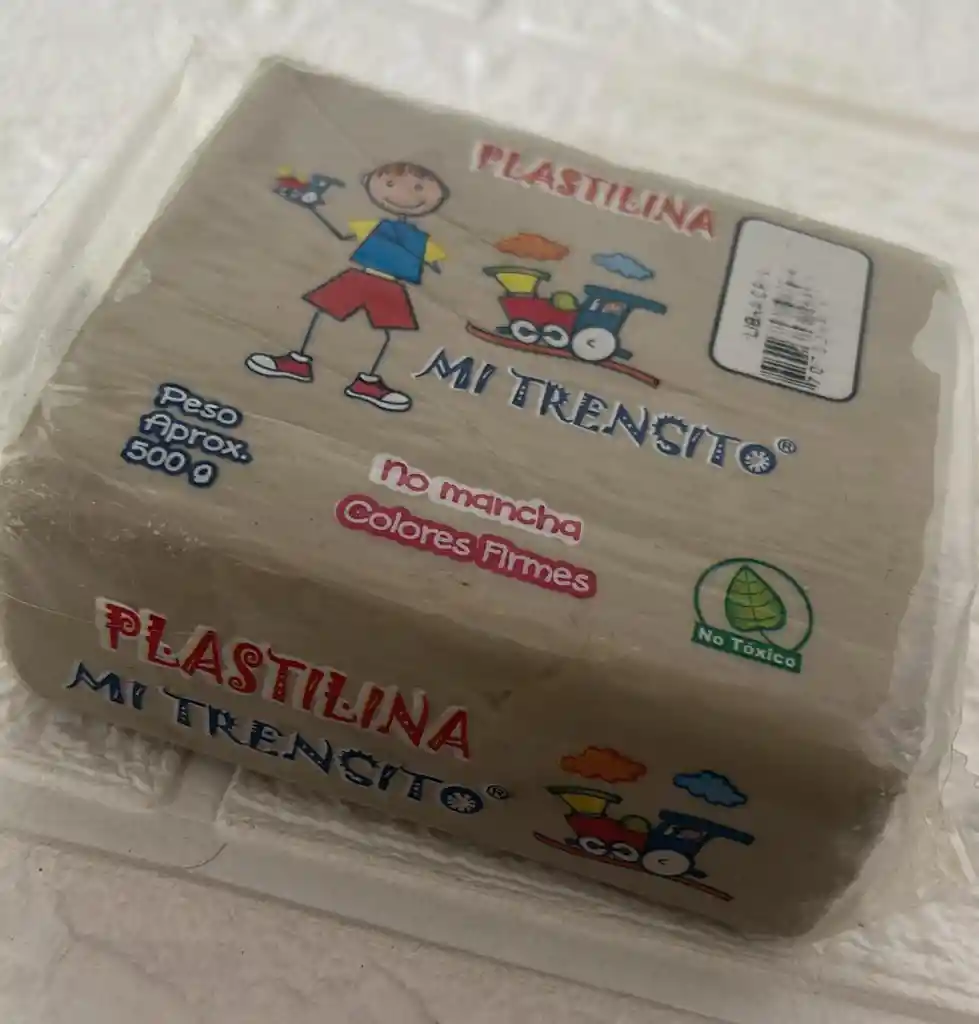 PLASTILINA
MI TRENCITO®
Peso
Aprox.
500 g
No mancha
Colores Firmes
No Tóxico
PLASTILINA
MI TRENCITO®